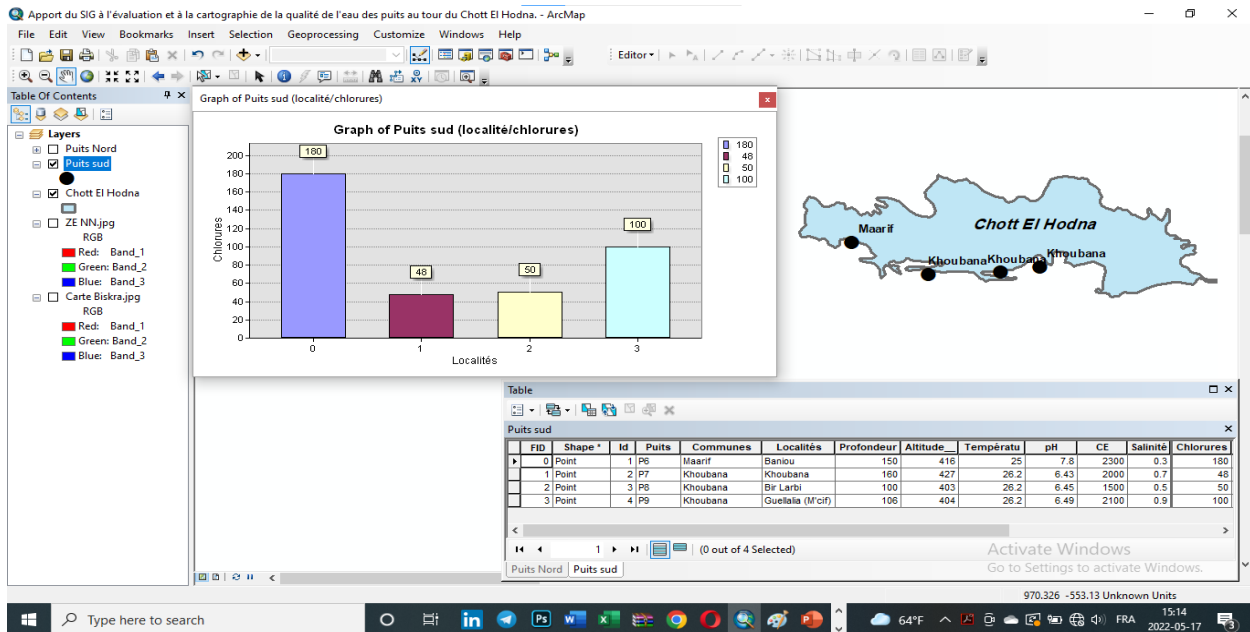 Apport du SIG à l'évaluation et à la cartographie de la qualité de l'eau des puits au tour du Chott El Hodna. - ArcMap
File Edit View Bookmarks Insert Selection Geoprocessing Customize Windows Help
Editor
Table Of Contents
Layers
Puits Nord
Puits sud
Chott El Hodna
ZE NN.jpg
RGB
Red: Band_1
Green: Band_2
Blue: Band_3
Carte Biskra.jpg
RGB
Red: Band_1
Green: Band_2
Blue: Band_3
Graph of Puits sud (localité/chlorures)
Graph of Puits sud (localité/chlorures)
Chlorures
200
180
160
140
120
100
80
60
40
20
0
180
48
50
100
0 1 2 3
Localités
180
48
50
100
Chott El Hodna
Maarif
Khoubana Khoubana Khoubana
Table
Puits sud
FID Shape * Id Puits Communes Localités Profondeur Altitude__ Températu pH CE Salinité Chlorures
0 Point 1 P6 Maarif Baniou 150 416 25 7.8 2300 0.3 180
1 Point 2 P7 Khoubana Khoubana 160 427 26.2 6.43 2000 0.7 48
2 Point 3 P8 Khoubana Bir Larbi 100 403 26.2 6.45 1500 0.5 50
3 Point 4 P9 Khoubana Guellalia (M'cif) 106 404 26.2 6.49 2100 0.9 100
1 (0 out of 4 Selected)
Puits Nord Puits sud
Activate Windows
Go to Settings to activate Windows.
970.326 -553.13 Unknown Units
Type here to search
64°F
FRA
15:14
2022-05-17
3